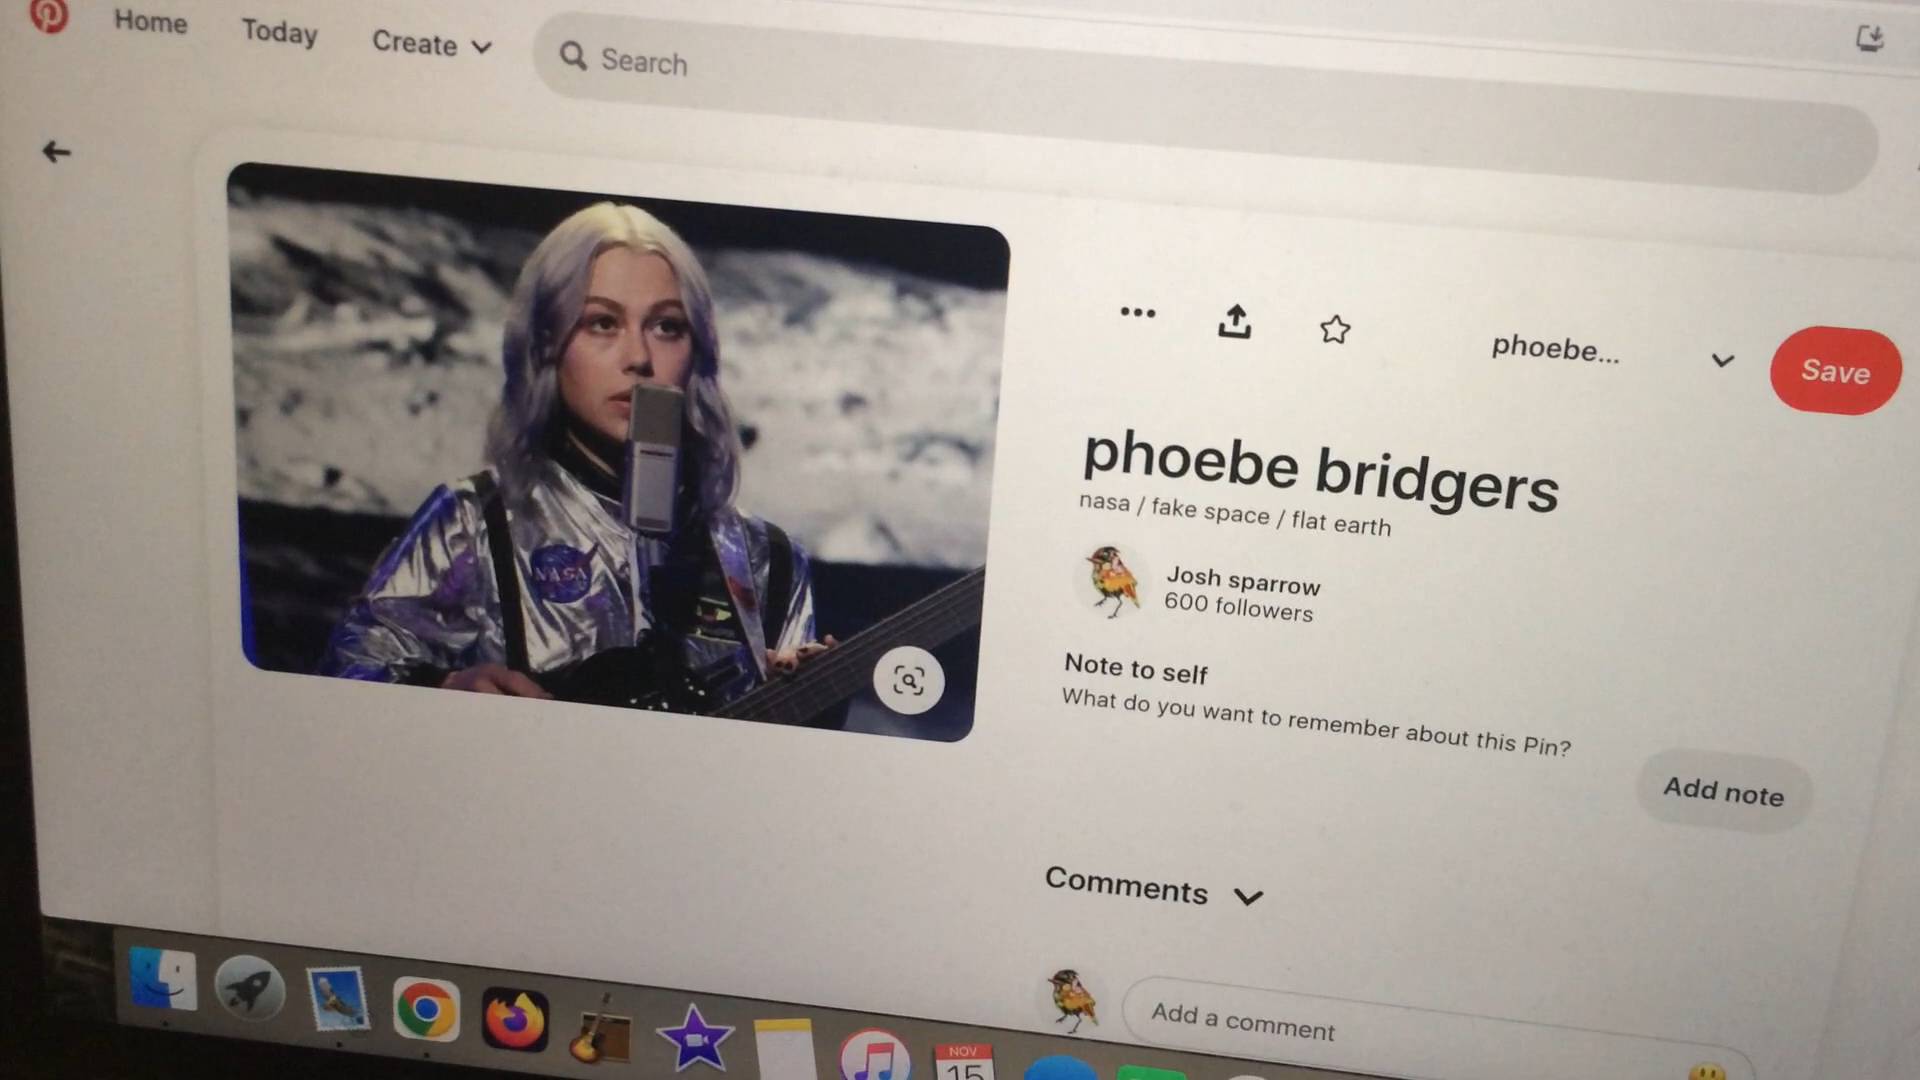 Home Today Create Search
phoebe... Save
phoebe bridgers
nasa / fake space / flat earth
NASA
Josh sparrow
600 followers
Note to self
What do you want to remember about this Pin?
Add note
Comments
Add a comment
NOV
15